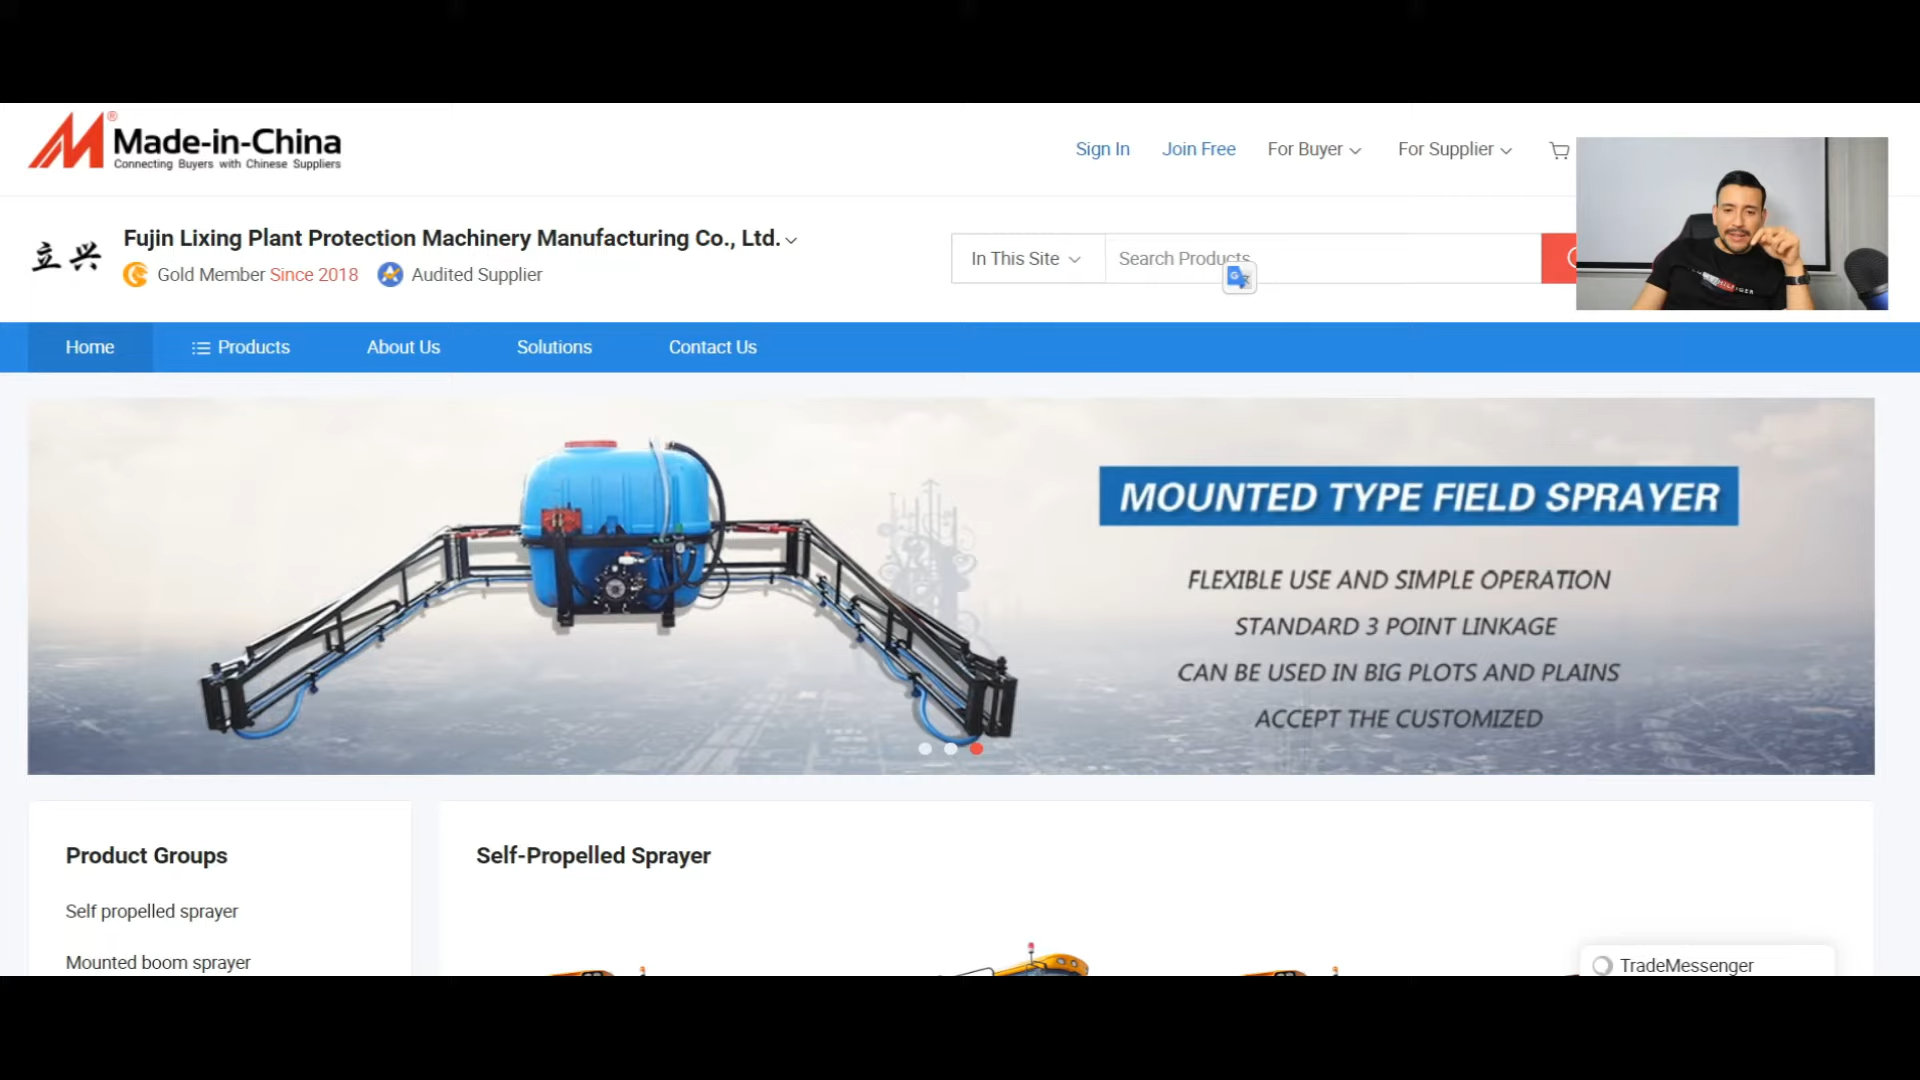 Made-in-China
Connecting Buyers with Chinese Suppliers
Sign In
Join Free
For Buyer
For Supplier
立兴
Fujin Lixing Plant Protection Machinery Manufacturing Co., Ltd.
Gold Member Since 2018
Audited Supplier
In This Site
Search Products
Home
Products
About Us
Solutions
Contact Us
MOUNTED TYPE FIELD SPRAYER
FLEXIBLE USE AND SIMPLE OPERATION
STANDARD 3 POINT LINKAGE
CAN BE USED IN BIG PLOTS AND PLAINS
ACCEPT THE CUSTOMIZED
Product Groups
Self propelled sprayer
Mounted boom sprayer
Self-Propelled Sprayer
TradeMessenger